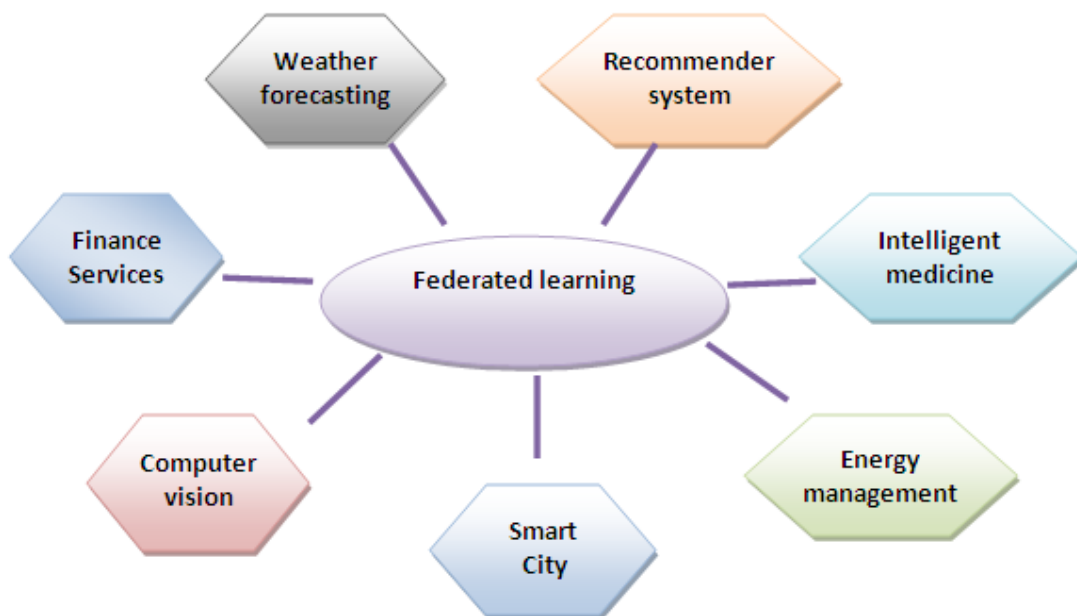 Weather
forecasting
Recommender
system
Finance
Services
Federated learning
Intelligent
medicine
Computer
vision
Energy
management
Smart
City